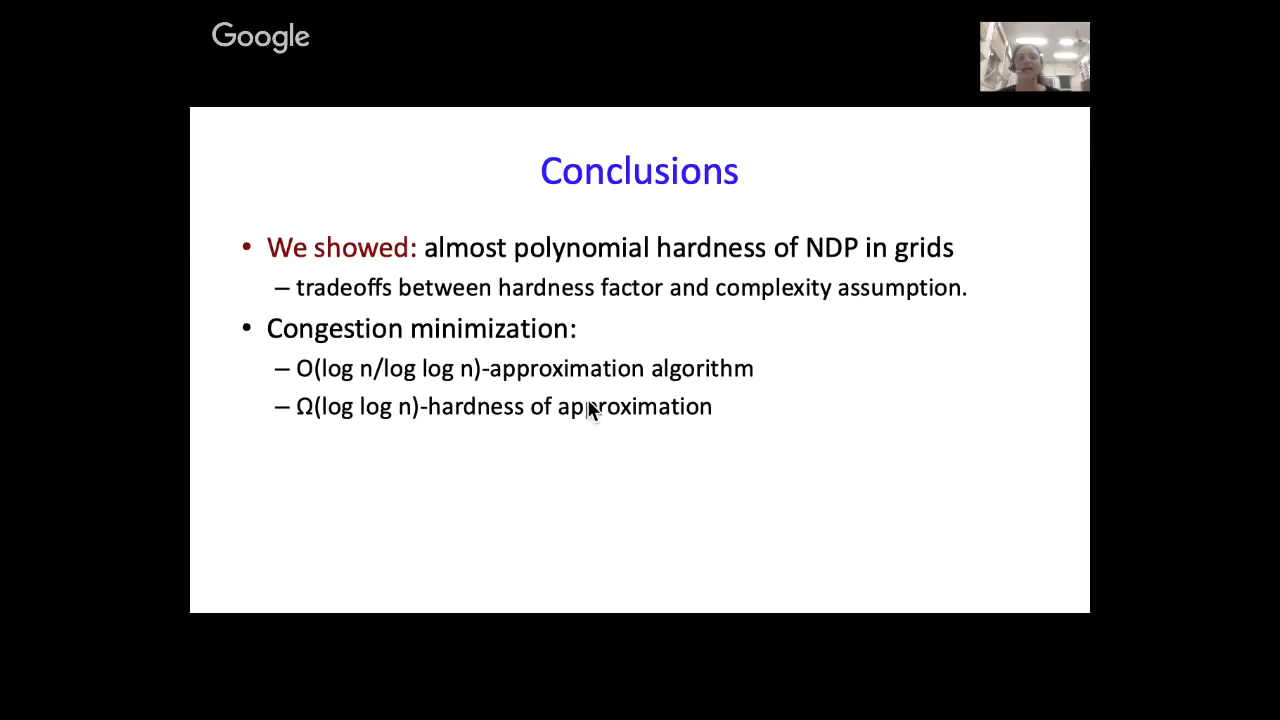 Google
Conclusions
• We showed: almost polynomial hardness of NDP in grids
– tradeoffs between hardness factor and complexity assumption.
• Congestion minimization:
– O(log n/log log n)-approximation algorithm
– Ω(log log n)-hardness of approximation